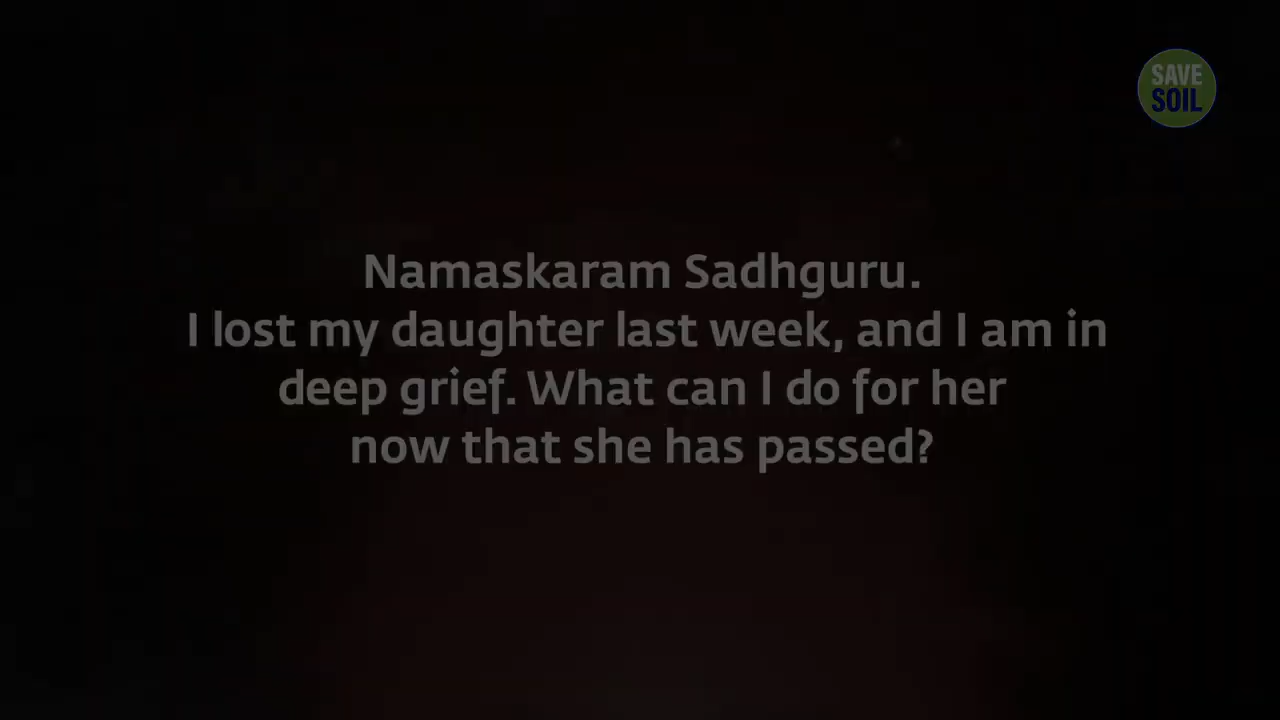 SAVE
SOIL
Namaskaram Sadhguru.
I lost my daughter last week, and I am in
deep grief. What can I do for her
now that she has passed?